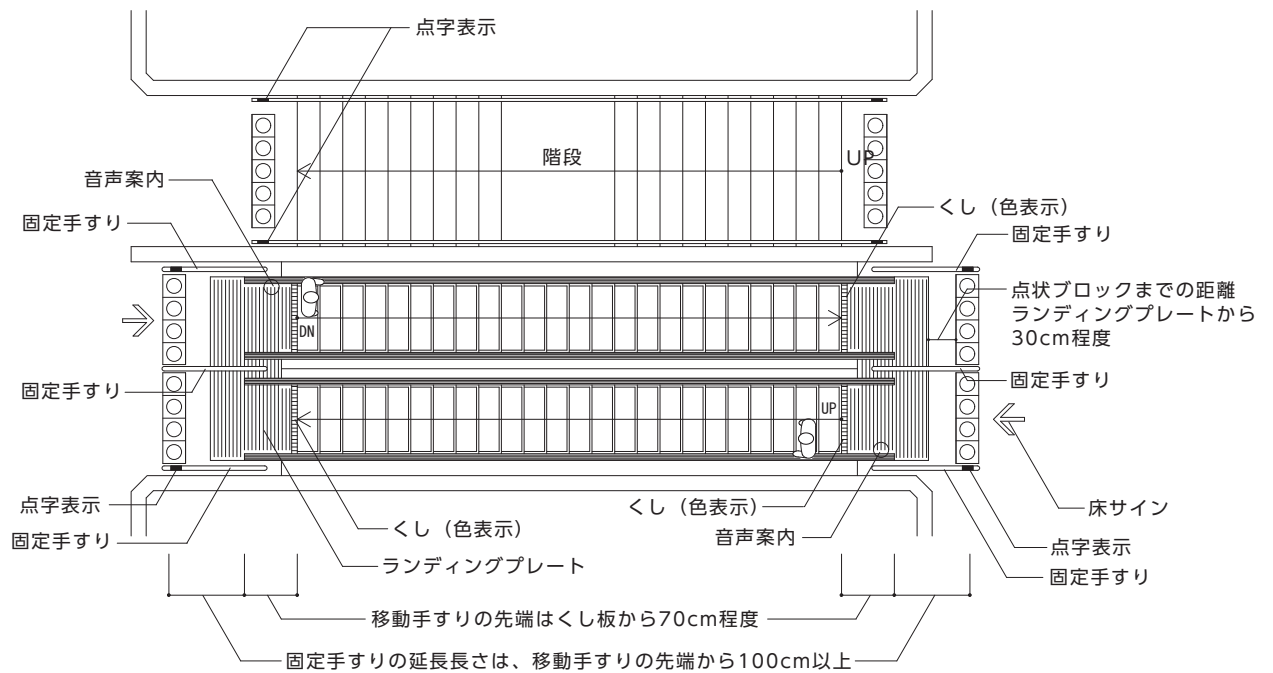 点字表示
階段
UP
音声案内
くし（色表示）
固定手すり
固定手すり
点状ブロックまでの距離
ランディングプレートから
30cm程度
DN
固定手すり
固定手すり
UP
点字表示
くし（色表示）
床サイン
くし（色表示）
音声案内
固定手すり
点字表示
ランディングプレート
固定手すり
移動手すりの先端はくし板から70cm程度
固定手すりの延長長さは、移動手すりの先端から100cm以上